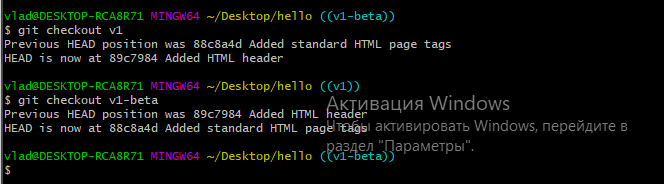 vlad@DESKTOP-RCA8R71 MINGW64 ~/Desktop/hello ((v1-beta))
$ git checkout v1
Previous HEAD position was 88c8a4d Added standard HTML page tags
HEAD is now at 89c7984 Added HTML header
vlad@DESKTOP-RCA8R71 MINGW64 ~/Desktop/hello ((v1))
$ git checkout v1-beta
Previous HEAD position was 89c7984 Added HTML header
HEAD is now at 88c8a4d Added standard HTML page tags
vlad@DESKTOP-RCA8R71 MINGW64 ~/Desktop/hello ((v1-beta))
$
Активация Windows
Чтобы активировать Windows, перейдите в
раздел "Параметры".